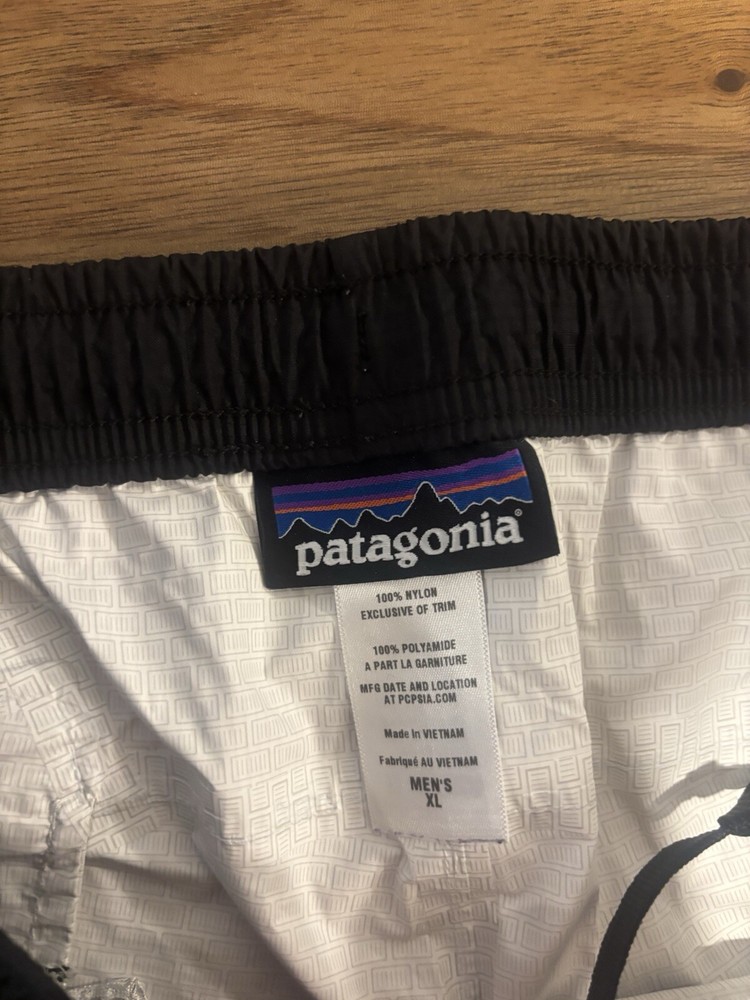 patagonia®
100% NYLON
EXCLUSIVE OF TRIM
100% POLYAMIDE
A PART LA GARNITURE
MFG DATE AND LOCATION
AT PCPSIA.COM
Made in VIETNAM
Fabriqué AU VIETNAM
MEN'S
XL